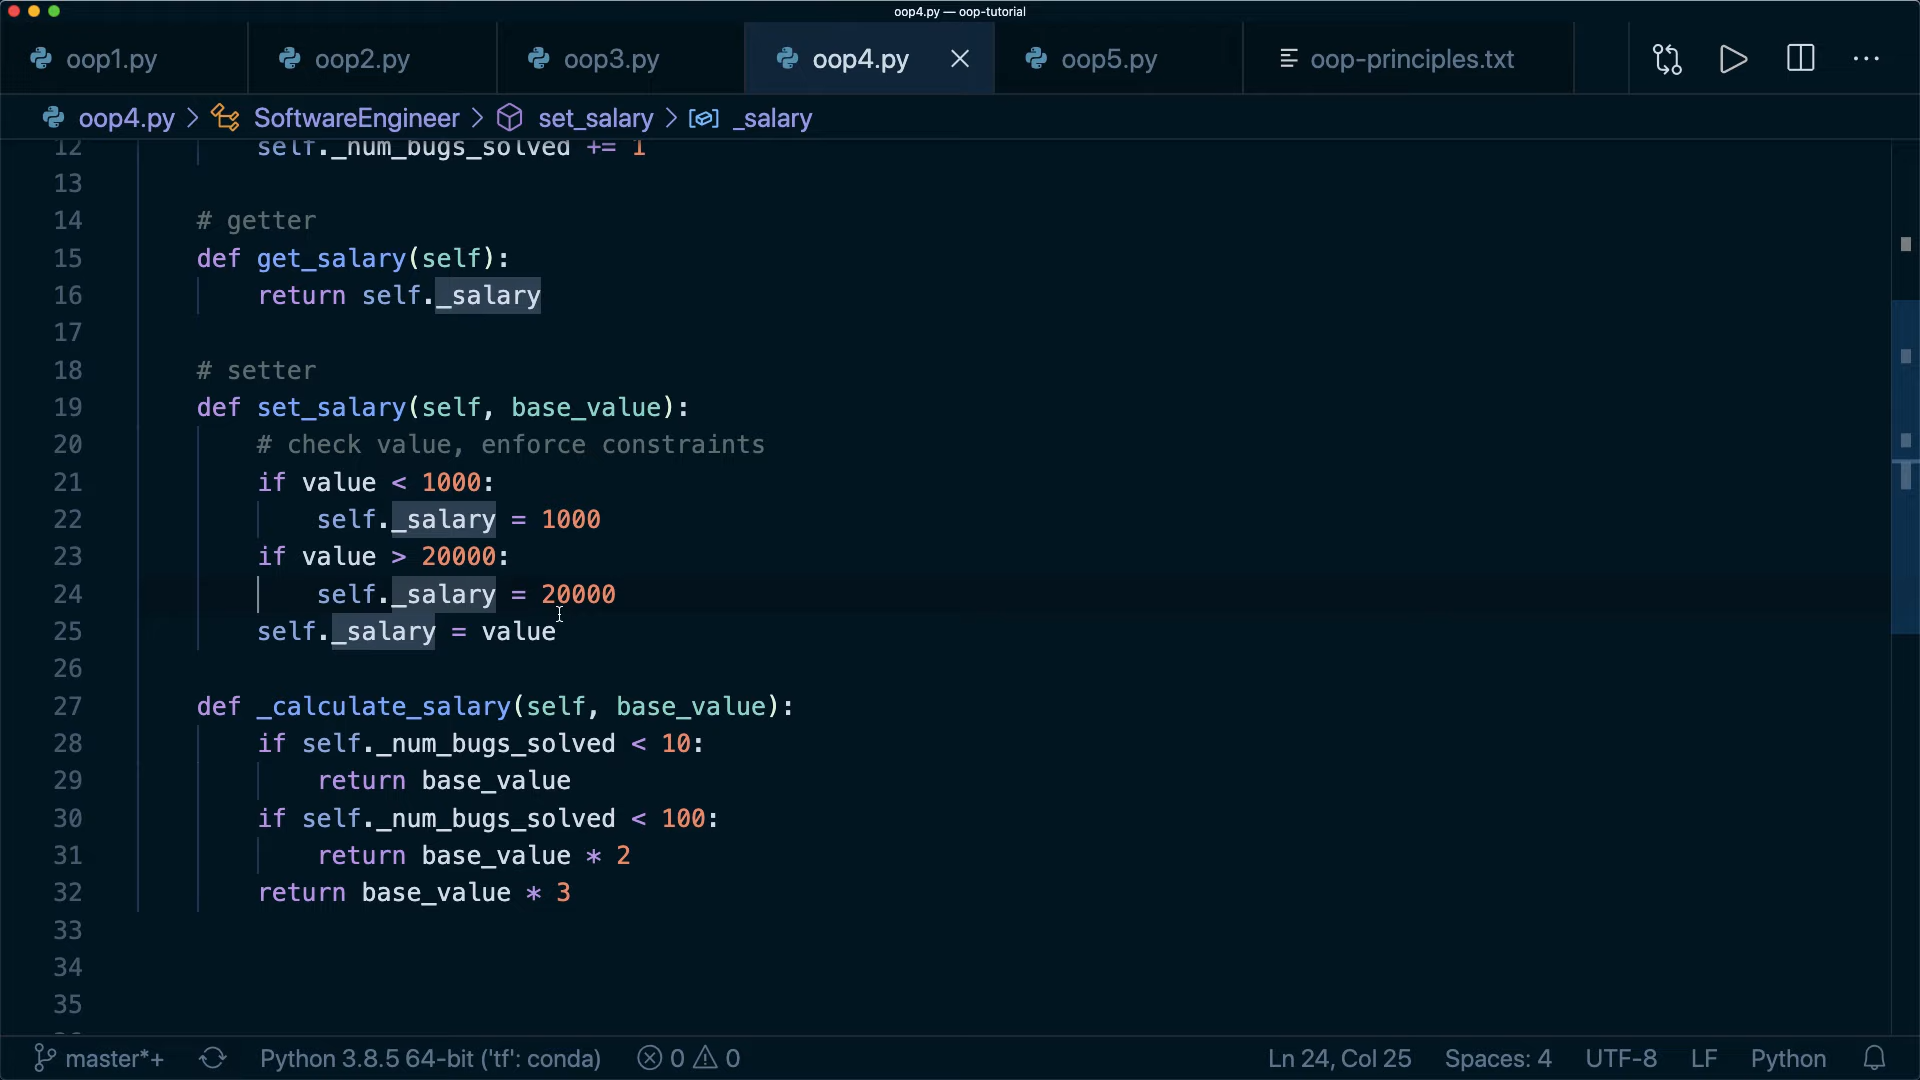 oop4.py — oop-tutorial
oop1.py oop2.py oop3.py oop4.py oop5.py oop-principles.txt
oop4.py > SoftwareEngineer > set_salary > _salary
12 self._num_bugs_solved += 1
13
14 # getter
15 def get_salary(self):
16 return self._salary
17
18 # setter
19 def set_salary(self, base_value):
20 # check value, enforce constraints
21 if value < 1000:
22 self._salary = 1000
23 if value > 20000:
24 self._salary = 20000
25 self._salary = value
26
27 def _calculate_salary(self, base_value):
28 if self._num_bugs_solved < 10:
29 return base_value
30 if self._num_bugs_solved < 100:
31 return base_value * 2
32 return base_value * 3
33
34
35
master*+ Python 3.8.5 64-bit ('tf': conda) 0 0 Ln 24, Col 25 Spaces: 4 UTF-8 LF Python